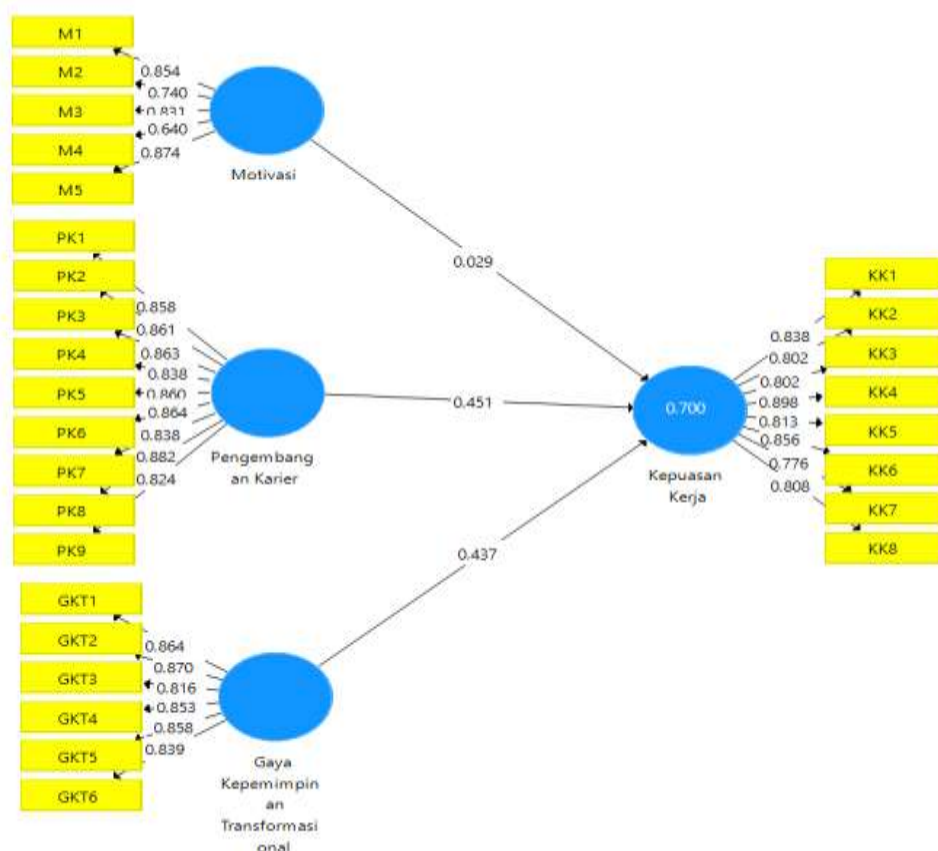 M1
M2
M3
M4
M5
0.854
0.740
0.831
0.640
0.874
Motivasi
PK1
PK2
PK3
PK4
PK5
PK6
PK7
PK8
PK9
0.858
0.861
0.863
0.838
0.860
0.864
0.838
0.882
0.824
Pengembang
an Karier
GKT1
GKT2
GKT3
GKT4
GKT5
GKT6
0.864
0.870
0.816
0.853
0.858
0.839
Gaya
Kepemimpin
an
Transformasi
onal
0.029
0.451
0.437
0.700
Kepuasan
Kerja
0.838
0.802
0.802
0.898
0.813
0.856
0.776
0.808
KK1
KK2
KK3
KK4
KK5
KK6
KK7
KK8